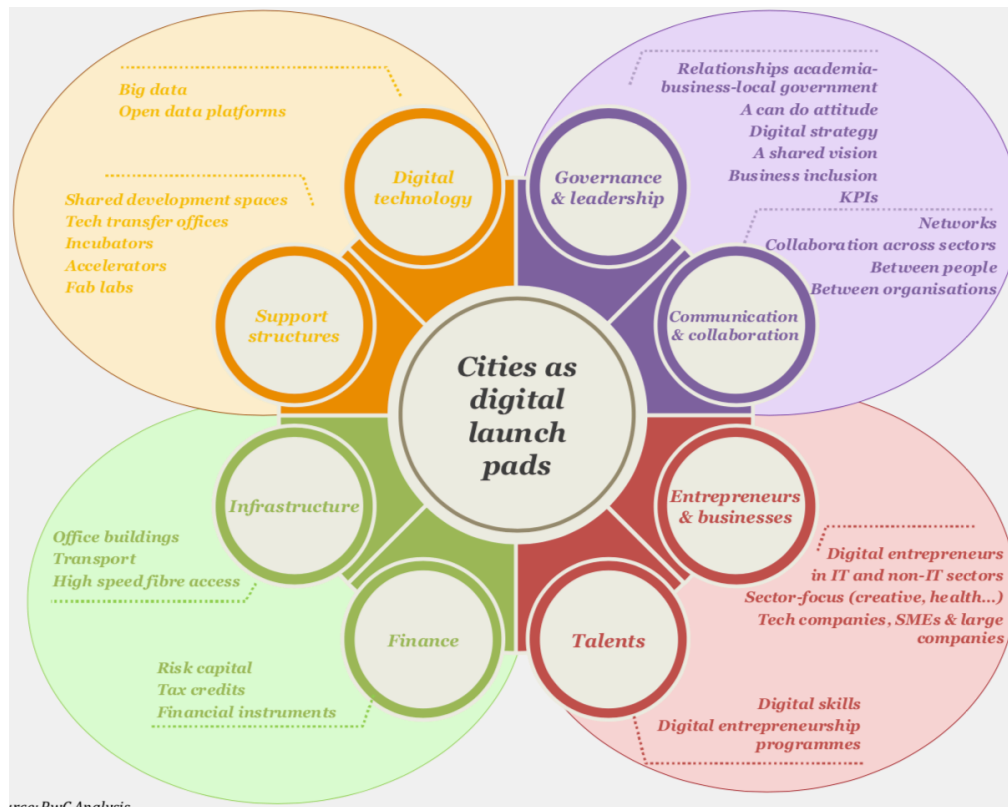 Big data
Open data platforms
Digital
technology
Shared development spaces
Tech transfer offices
Incubators
Accelerators
Fab labs
Support
structures
Relationships academia-
business-local government
A can do attitude
Digital strategy
A shared vision
Business inclusion
KPIs
Governance
& leadership
Networks
Collaboration across sectors
Between people
Between organisations
Communication
& collaboration
Cities as
digital
launch
pads
Infrastructure
Office buildings
Transport
High speed fibre access
Finance
Risk capital
Tax credits
Financial instruments
Entrepreneurs
& businesses
Digital entrepreneurs
in IT and non-IT sectors
Sector-focus (creative, health...)
Tech companies, SMEs & large
companies
Talents
Digital skills
Digital entrepreneurship
programmes
PwC Analysis